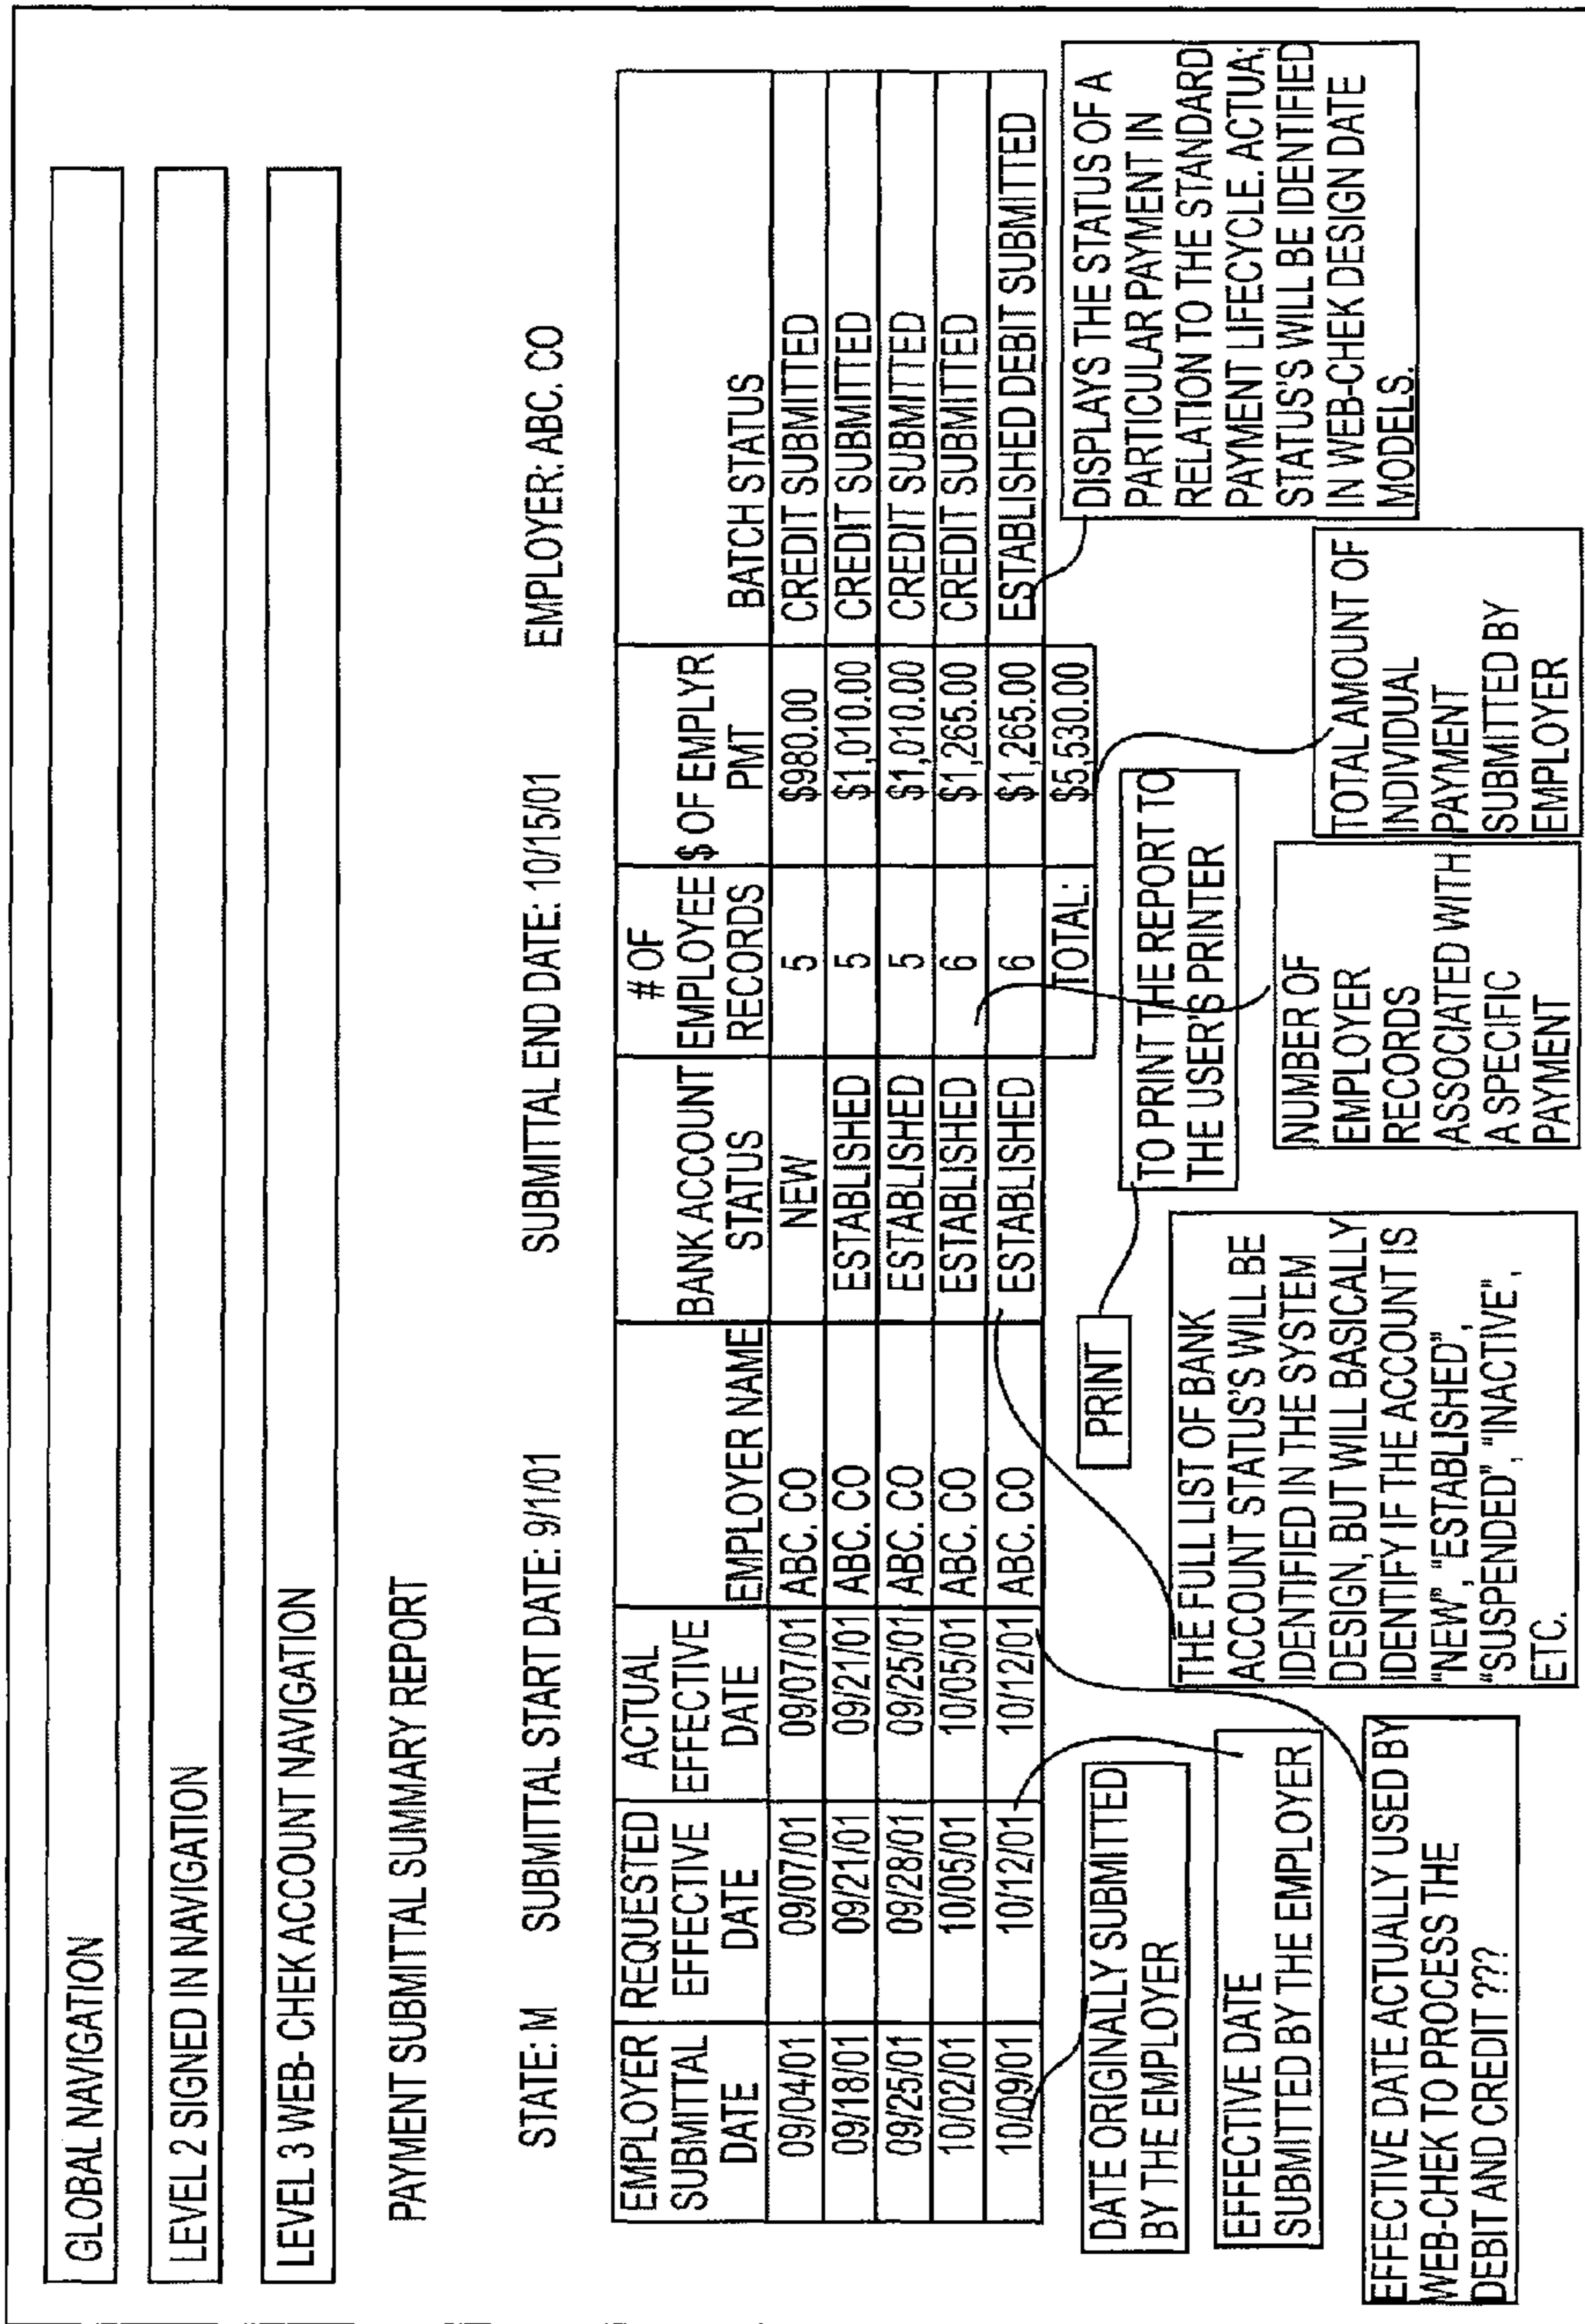 GLOBAL NAVIGATION
LEVEL 2 SIGNED IN NAVIGATION
LEVEL 3 WEB- CHEK ACCOUNT NAVIGATION
PAYMENT SUBMITTAL SUMMARY REPORT
STATE: M SUBMITTAL START DATE: 9/1/01 SUBMITTAL END DATE: 10/15/01 EMPLOYER: ABC. CO
EMPLOYER SUBMITTAL DATE REQUESTED EFFECTIVE DATE ACTUAL EFFECTIVE DATE EMPLOYER NAME BANK ACCOUNT STATUS # OF EMPLOYEE RECORDS $ OF EMPLYR PMT BATCH STATUS
09/04/01 09/07/01 09/07/01 ABC. CO NEW 5 $980.00 CREDIT SUBMITTED
09/18/01 09/21/01 09/21/01 ABC. CO ESTABLISHED 5 $1,010.00 CREDIT SUBMITTED
09/25/01 09/28/01 09/25/01 ABC. CO ESTABLISHED 5 $1,010.00 CREDIT SUBMITTED
10/02/01 10/05/01 10/05/01 ABC. CO ESTABLISHED 6 $1,265.00 CREDIT SUBMITTED
10/09/01 10/12/01 10/12/01 ABC. CO ESTABLISHED 6 $1,265.00 ESTABLISHED DEBIT SUBMITTED
TOTAL: $5,530.00
DATE ORIGINALLY SUBMITTED
BY THE EMPLOYER
EFFECTIVE DATE
SUBMITTED BY THE EMPLOYER
EFFECTIVE DATE ACTUALLY USED BY
WEB-CHEK TO PROCESS THE
DEBIT AND CREDIT ???
PRINT
THE FULL LIST OF BANK
ACCOUNT STATUS'S WILL BE
IDENTIFIED IN THE SYSTEM
DESIGN, BUT WILL BASICALLY
IDENTIFY IF THE ACCOUNT IS
"NEW", "ESTABLISHED",
"SUSPENDED", "INACTIVE",
ETC.
TO PRINT THE REPORT TO
THE USER'S PRINTER
NUMBER OF
EMPLOYER
RECORDS
ASSOCIATED WITH
A SPECIFIC
PAYMENT
TOTAL AMOUNT OF
INDIVIDUAL
PAYMENT
SUBMITTED BY
EMPLOYER
DISPLAYS THE STATUS OF A
PARTICULAR PAYMENT IN
RELATION TO THE STANDARD
PAYMENT LIFECYCLE. ACTUA;
STATUS'S WILL BE IDENTIFIED
IN WEB-CHEK DESIGN DATE
MODELS.